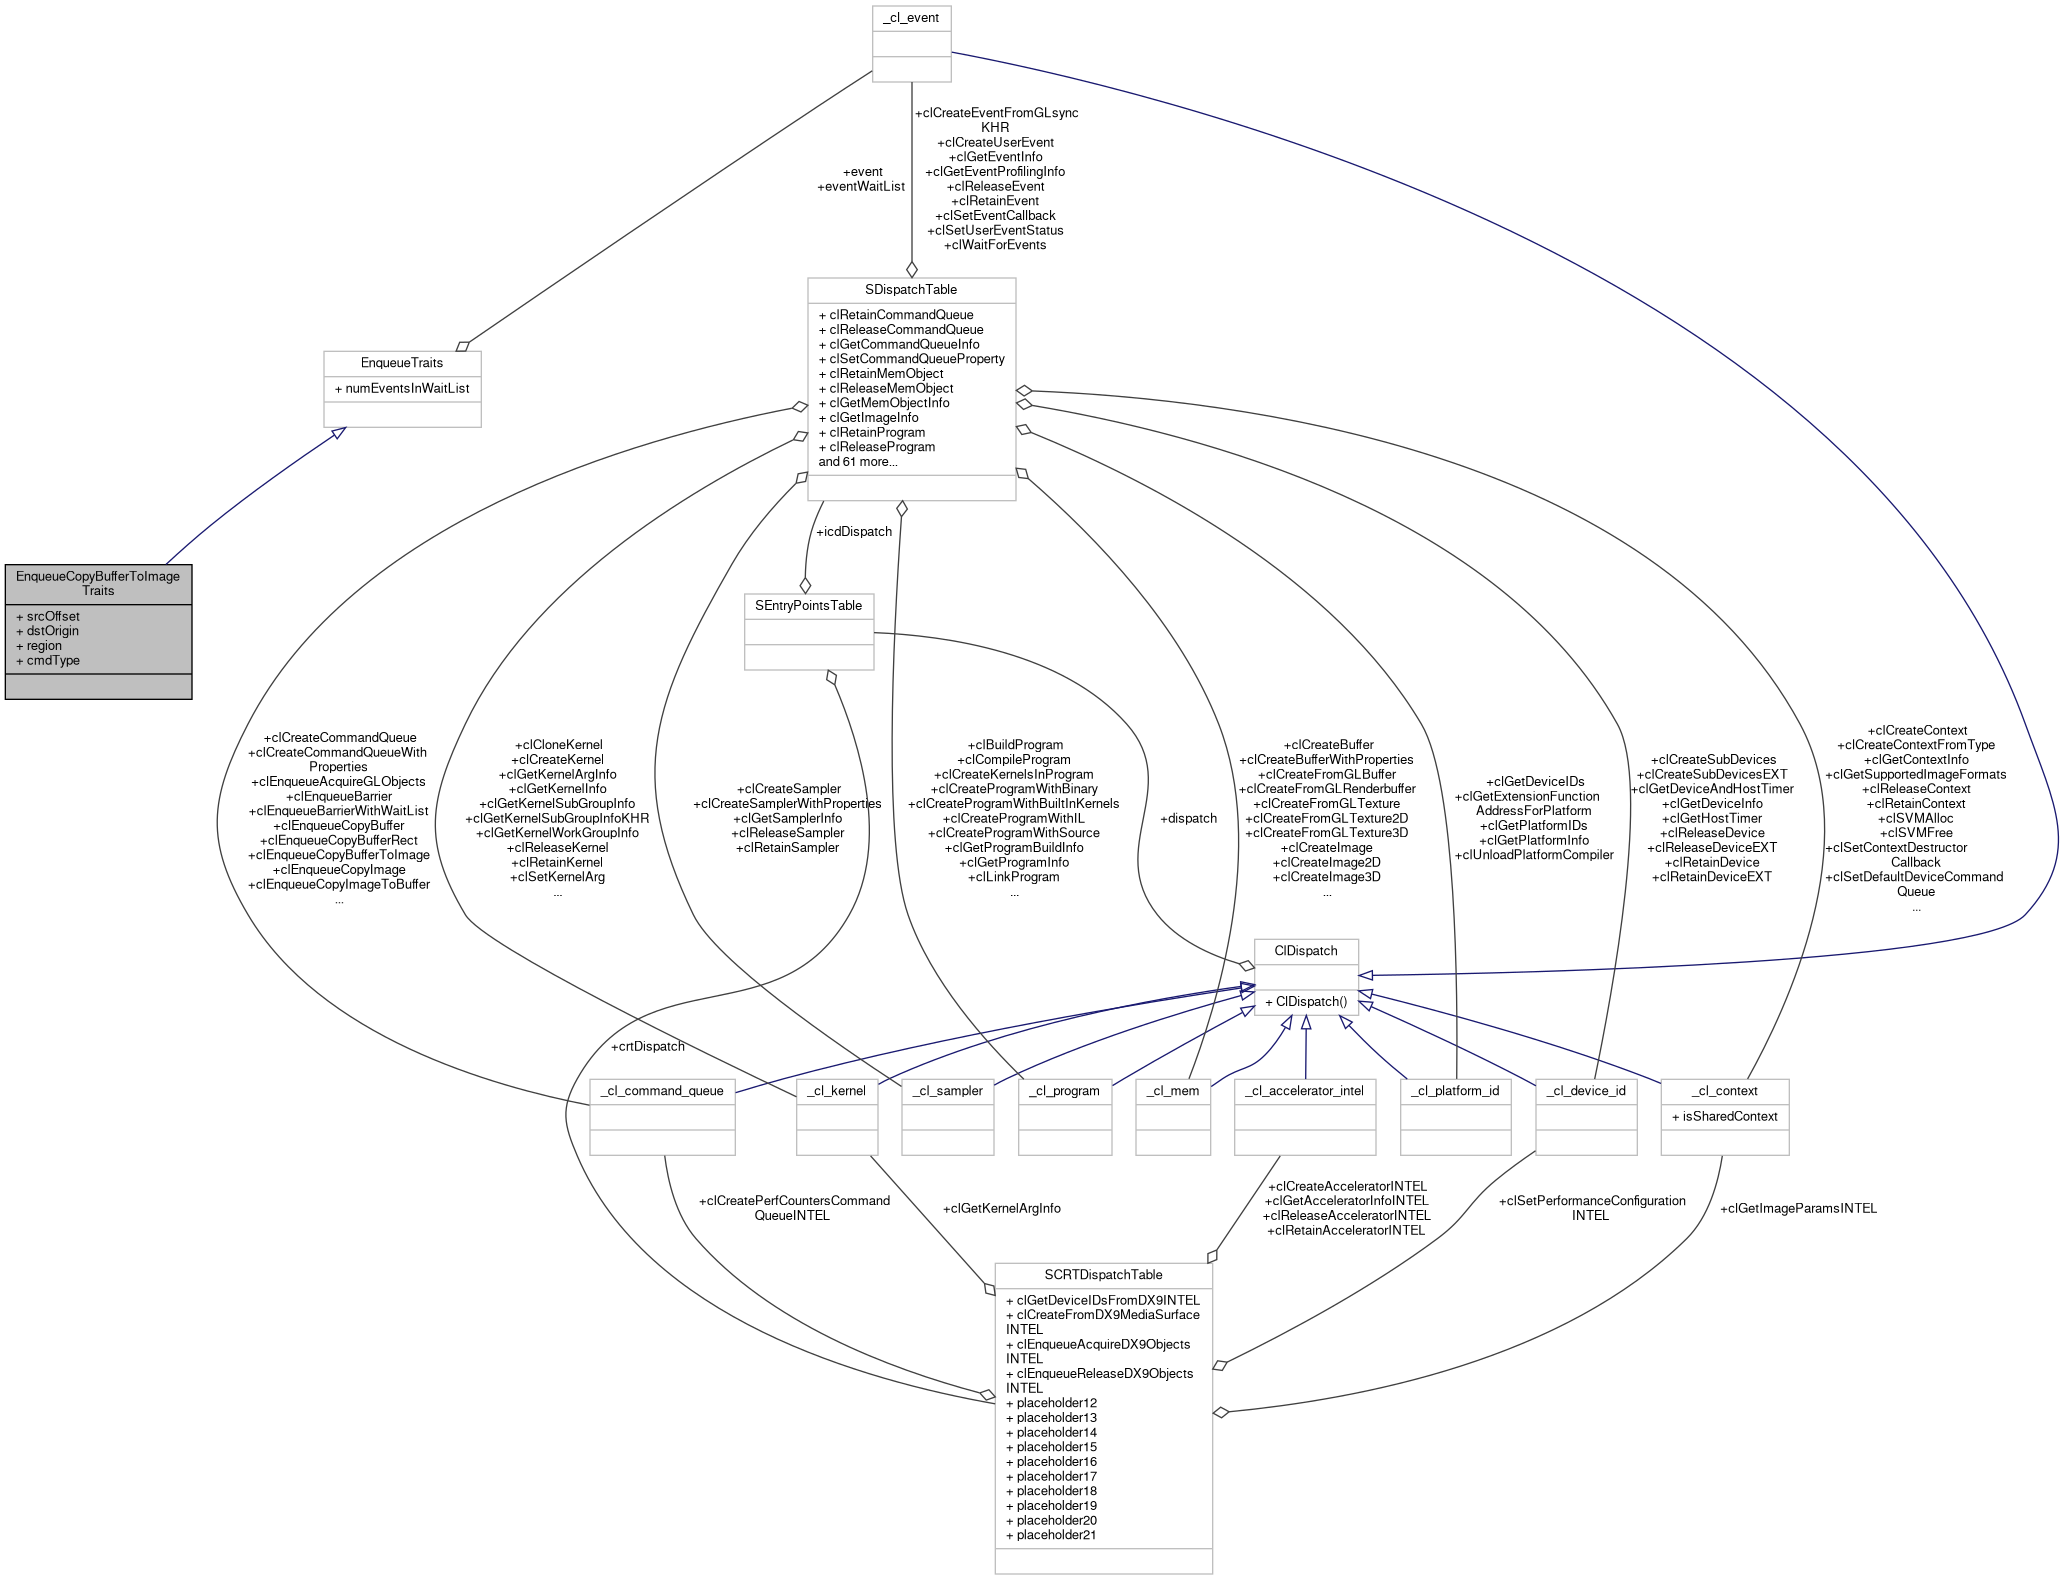 _cl_event
+clCreateEventFromGLsync
KHR
+clCreateUserEvent
+clGetEventInfo
+clGetEventProfilingInfo
+clReleaseEvent
+clRetainEvent
+clSetEventCallback
+clSetUserEventStatus
+clWaitForEvents
+event
+eventWaitList
SDispatchTable
+ clRetainCommandQueue
+ clReleaseCommandQueue
+ clGetCommandQueueInfo
+ clSetCommandQueueProperty
+ clRetainMemObject
+ clReleaseMemObject
+ clGetMemObjectInfo
+ clGetImageInfo
+ clRetainProgram
+ clReleaseProgram
and 61 more...
EnqueueTraits
+ numEventsInWaitList
+icdDispatch
EnqueueCopyBufferToImage
Traits
+ srcOffset
+ dstOrigin
+ region
+ cmdType
SEntryPointsTable
+clCreateCommandQueue
+clCreateCommandQueueWith
Properties
+clEnqueueAcquireGLObjects
+clEnqueueBarrier
+clEnqueueBarrierWithWaitList
+clEnqueueCopyBuffer
+clEnqueueCopyBufferRect
+clEnqueueCopyBufferToImage
+clEnqueueCopyImage
+clEnqueueCopyImageToBuffer
...
+clCloneKernel
+clCreateKernel
+clGetKernelArgInfo
+clGetKernelInfo
+clGetKernelSubGroupInfo
+clGetKernelSubGroupInfoKHR
+clGetKernelWorkGroupInfo
+clReleaseKernel
+clRetainKernel
+clSetKernelArg
...
+clCreateSampler
+clCreateSamplerWithProperties
+clGetSamplerInfo
+clReleaseSampler
+clRetainSampler
+clBuildProgram
+clCompileProgram
+clCreateKernelsInProgram
+clCreateProgramWithBinary
+clCreateProgramWithBuiltInKernels
+clCreateProgramWithIL
+clCreateProgramWithSource
+clGetProgramBuildInfo
+clGetProgramInfo
+clLinkProgram
...
+dispatch
+clCreateBuffer
+clCreateBufferWithProperties
+clCreateFromGLBuffer
+clCreateFromGLRenderbuffer
+clCreateFromGLTexture
+clCreateFromGLTexture2D
+clCreateFromGLTexture3D
+clCreateImage
+clCreateImage2D
+clCreateImage3D
...
+clGetDeviceIDs
+clGetExtensionFunction
AddressForPlatform
+clGetPlatformIDs
+clGetPlatformInfo
+clUnloadPlatformCompiler
+clCreateSubDevices
+clCreateSubDevicesEXT
+clGetDeviceAndHostTimer
+clGetDeviceInfo
+clGetHostTimer
+clReleaseDevice
+clReleaseDeviceEXT
+clRetainDevice
+clRetainDeviceEXT
+clCreateContext
+clCreateContextFromType
+clGetContextInfo
+clGetSupportedImageFormats
+clReleaseContext
+clRetainContext
+clSVMAlloc
+clSVMFree
+clSetContextDestructor
Callback
+clSetDefaultDeviceCommand
Queue
...
ClDispatch
+ ClDispatch()
+crtDispatch
_cl_command_queue
_cl_kernel
_cl_sampler
_cl_program
_cl_mem
_cl_accelerator_intel
_cl_platform_id
_cl_device_id
_cl_context
+ isSharedContext
+clCreatePerfCountersCommand
QueueINTEL
+clGetKernelArgInfo
+clCreateAcceleratorINTEL
+clGetAcceleratorInfoINTEL
+clReleaseAcceleratorINTEL
+clRetainAcceleratorINTEL
+clSetPerformanceConfiguration
INTEL
+clGetImageParamsINTEL
SCRTDispatchTable
+ clGetDeviceIDsFromDX9INTEL
+ clCreateFromDX9MediaSurface
INTEL
+ clEnqueueAcquireDX9Objects
INTEL
+ clEnqueueReleaseDX9Objects
INTEL
+ placeholder12
+ placeholder13
+ placeholder14
+ placeholder15
+ placeholder16
+ placeholder17
+ placeholder18
+ placeholder19
+ placeholder20
+ placeholder21